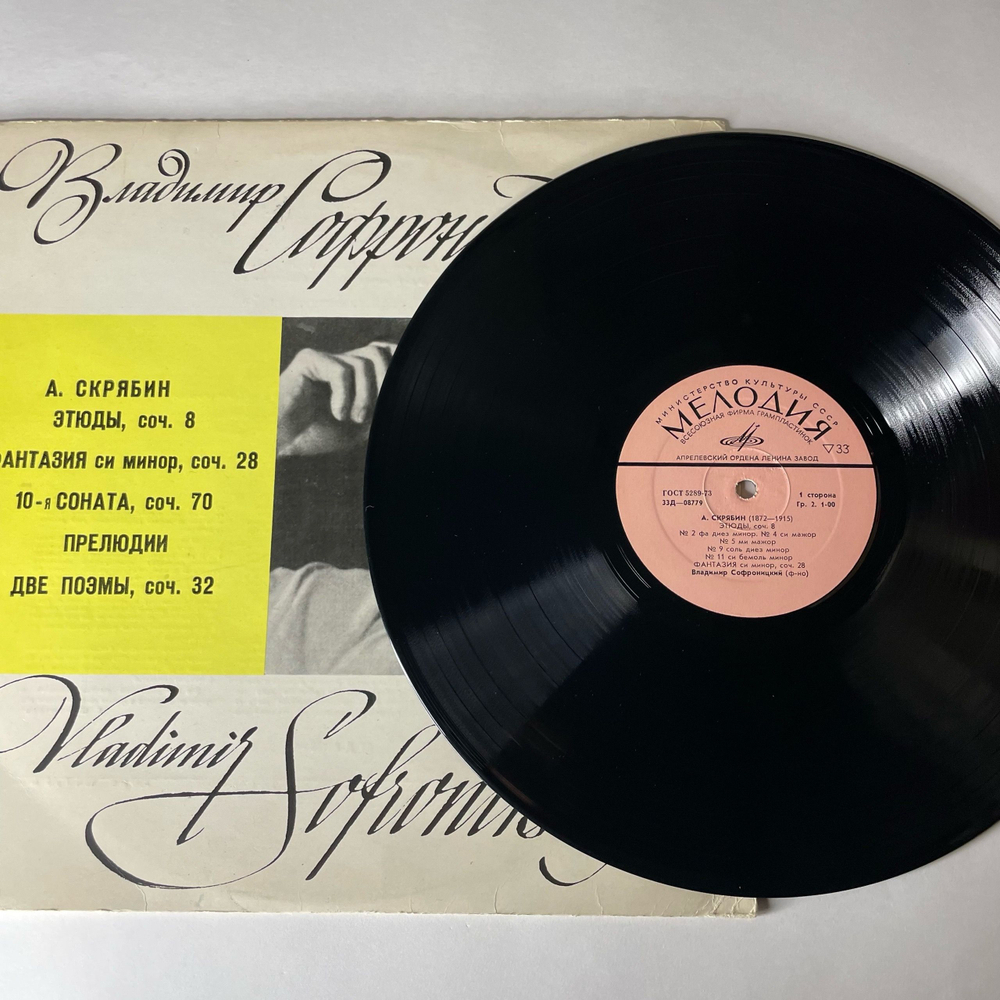 Владимир Софрон
А. СКРЯБИН
ЭТЮДЫ, соч. 8
АНТАЗИЯ си минор, соч. 28
10-я СОНАТА, соч. 70
ПРЕЛЮДИИ
ДВЕ ПОЭМЫ, соч. 32
Vladimir Sofroni
МИНИСТЕРСТВО КУЛЬТУРЫ СССР
МЕЛОДИЯ
ВСЕСОЮЗНАЯ ФИРМА ГРАМПЛАСТИНОК
33
АПРЕЛЕВСКИЙ ОРДЕНА ЛЕНИНА ЗАВОД
ГОСТ 5289-73 1 сторона
33Д—08779 Гр. 2. 1-00
А. СКРЯБИН (1872—1915)
ЭТЮДЫ, соч. 8
№ 2 фа диез минор. № 4 си мажор
№ 5 ми мажор
№ 9 соль диез минор
№ 11 си бемоль минор
ФАНТАЗИЯ си минор, соч. 28
Владимир Софроницкий (ф-но)